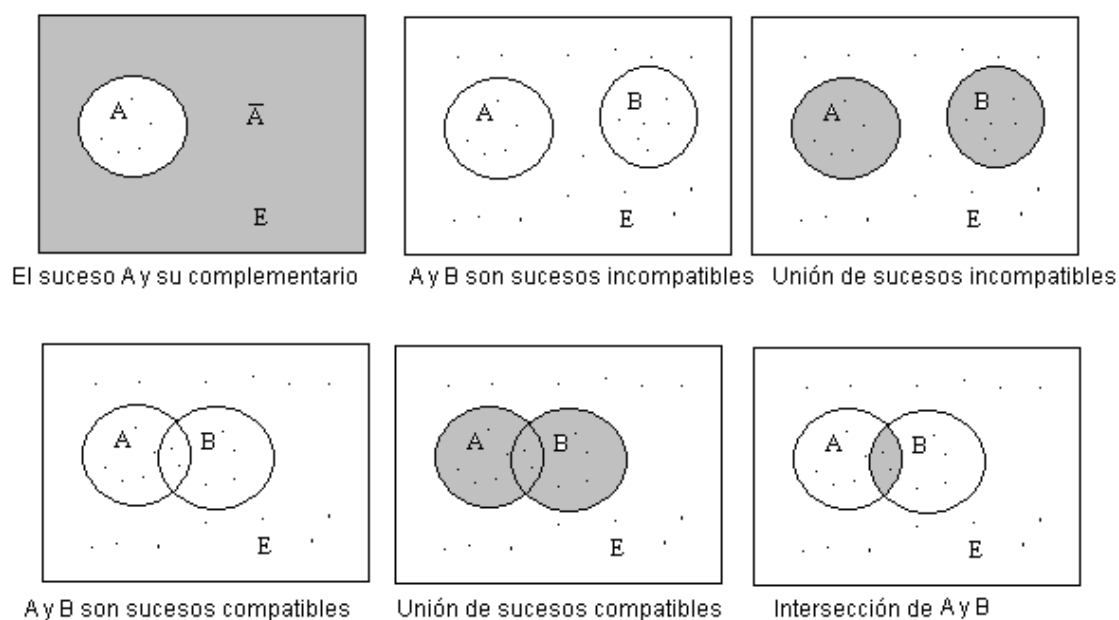 A
A̅
E
El suceso A y su complementario
A
B
E
A y B son sucesos incompatibles
A
B
E
Unión de sucesos incompatibles
A
B
E
A y B son sucesos compatibles
A
B
E
Unión de sucesos compatibles
A
B
E
Intersección de A y B